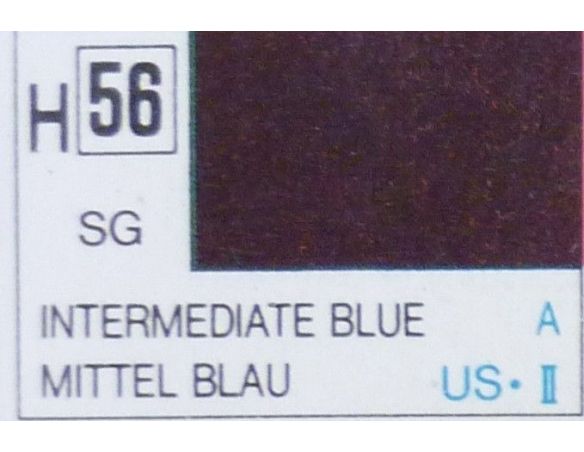 H 56
SG
INTERMEDIATE BLUE A
MITTEL BLAU US・II